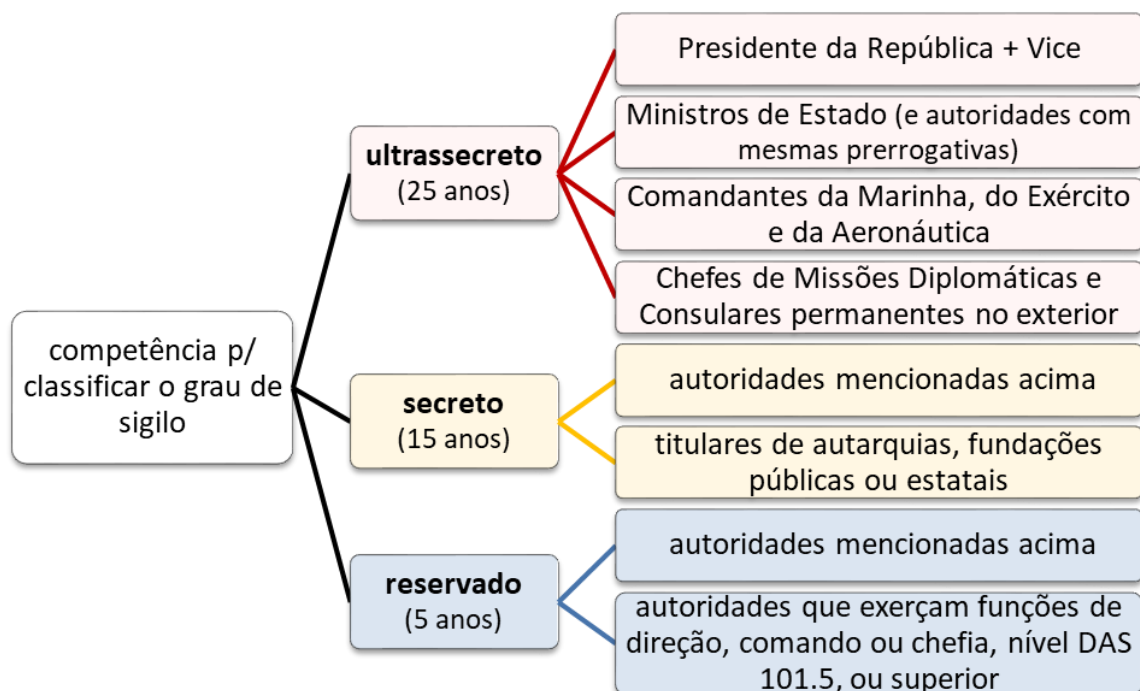 competência p/
classificar o grau de
sigilo
ultrassecreto
(25 anos)
Presidente da República + Vice
Ministros de Estado (e autoridades com
mesmas prerrogativas)
Comandantes da Marinha, do Exército
e da Aeronáutica
Chefes de Missões Diplomáticas e
Consulares permanentes no exterior
secreto
(15 anos)
autoridades mencionadas acima
titulares de autarquias, fundações
públicas ou estatais
reservado
(5 anos)
autoridades mencionadas acima
autoridades que exerçam funções de
direção, comando ou chefia, nível DAS
101.5, ou superior